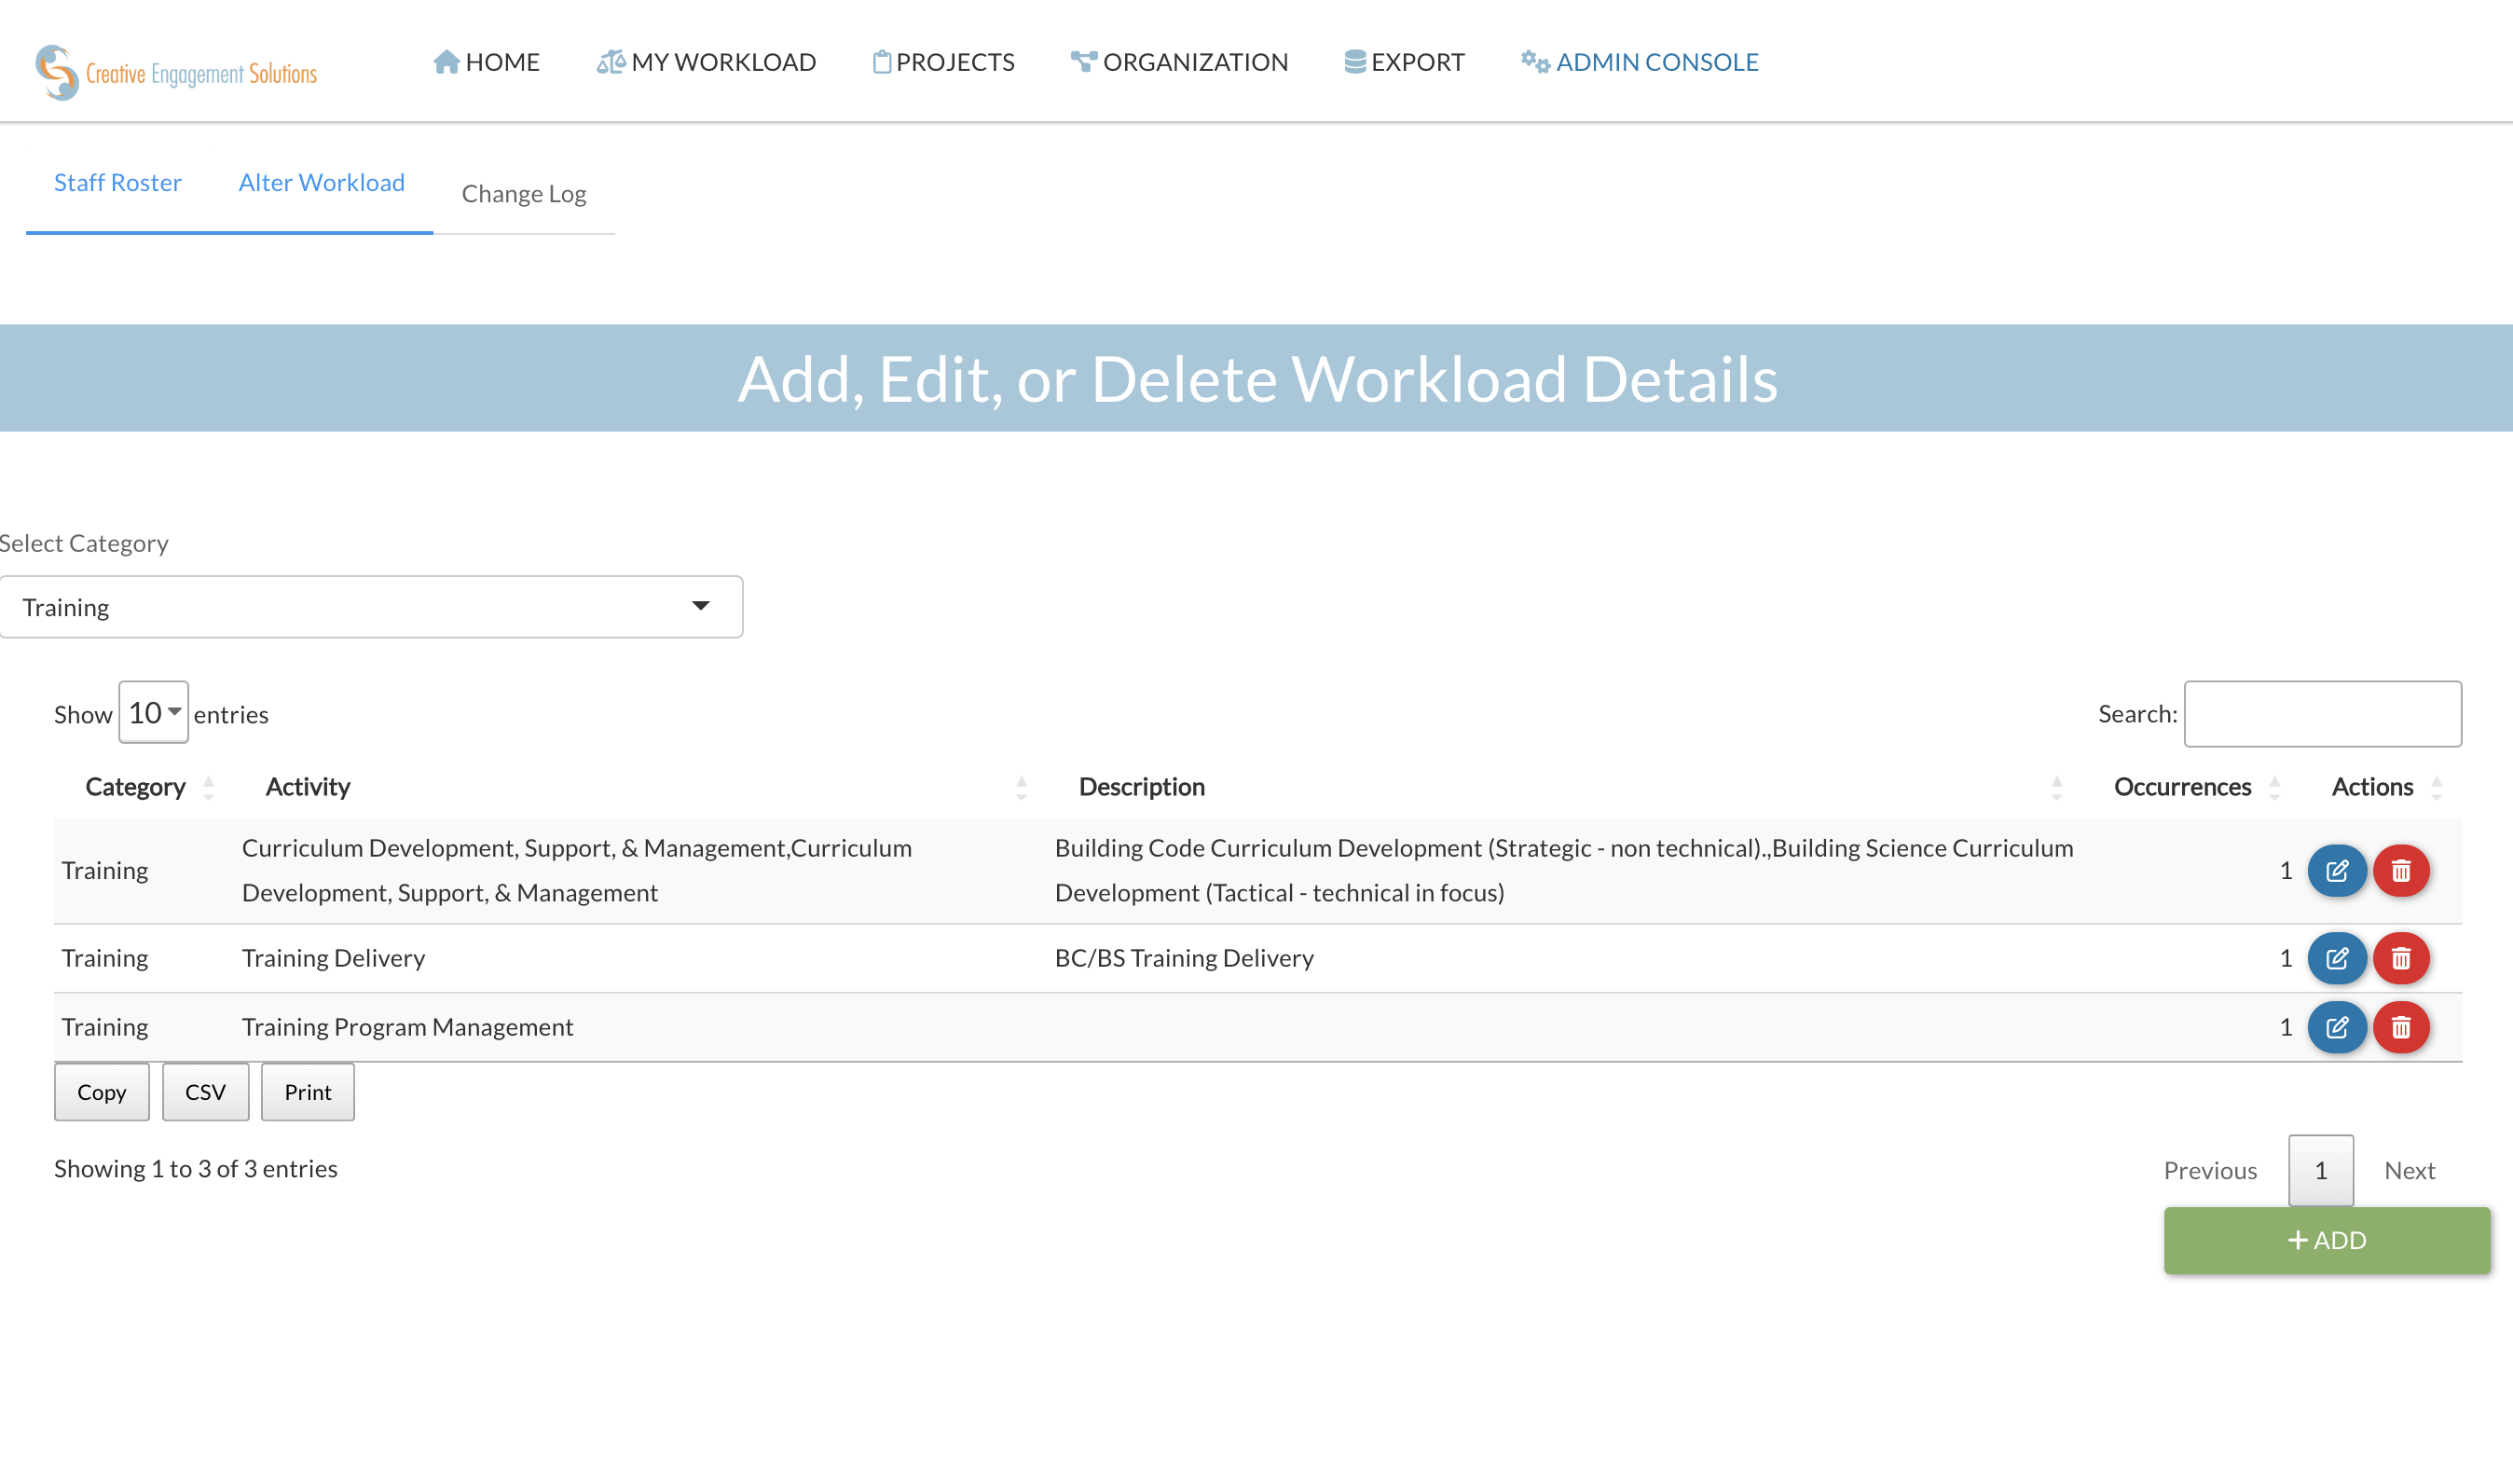 Creative Engagement Solutions
HOME MY WORKLOAD PROJECTS ORGANIZATION EXPORT ADMIN CONSOLE
Staff Roster Alter Workload Change Log
Add, Edit, or Delete Workload Details
Select Category
Training
Show 10 entries Search:
Category Activity Description Occurrences Actions
Training Curriculum Development, Support, & Management,Curriculum Development, Support, & Management Building Code Curriculum Development (Strategic - non technical).,Building Science Curriculum Development (Tactical - technical in focus) 1
Training Training Delivery BC/BS Training Delivery 1
Training Training Program Management 1
Copy CSV Print
Showing 1 to 3 of 3 entries Previous 1 Next
+ ADD